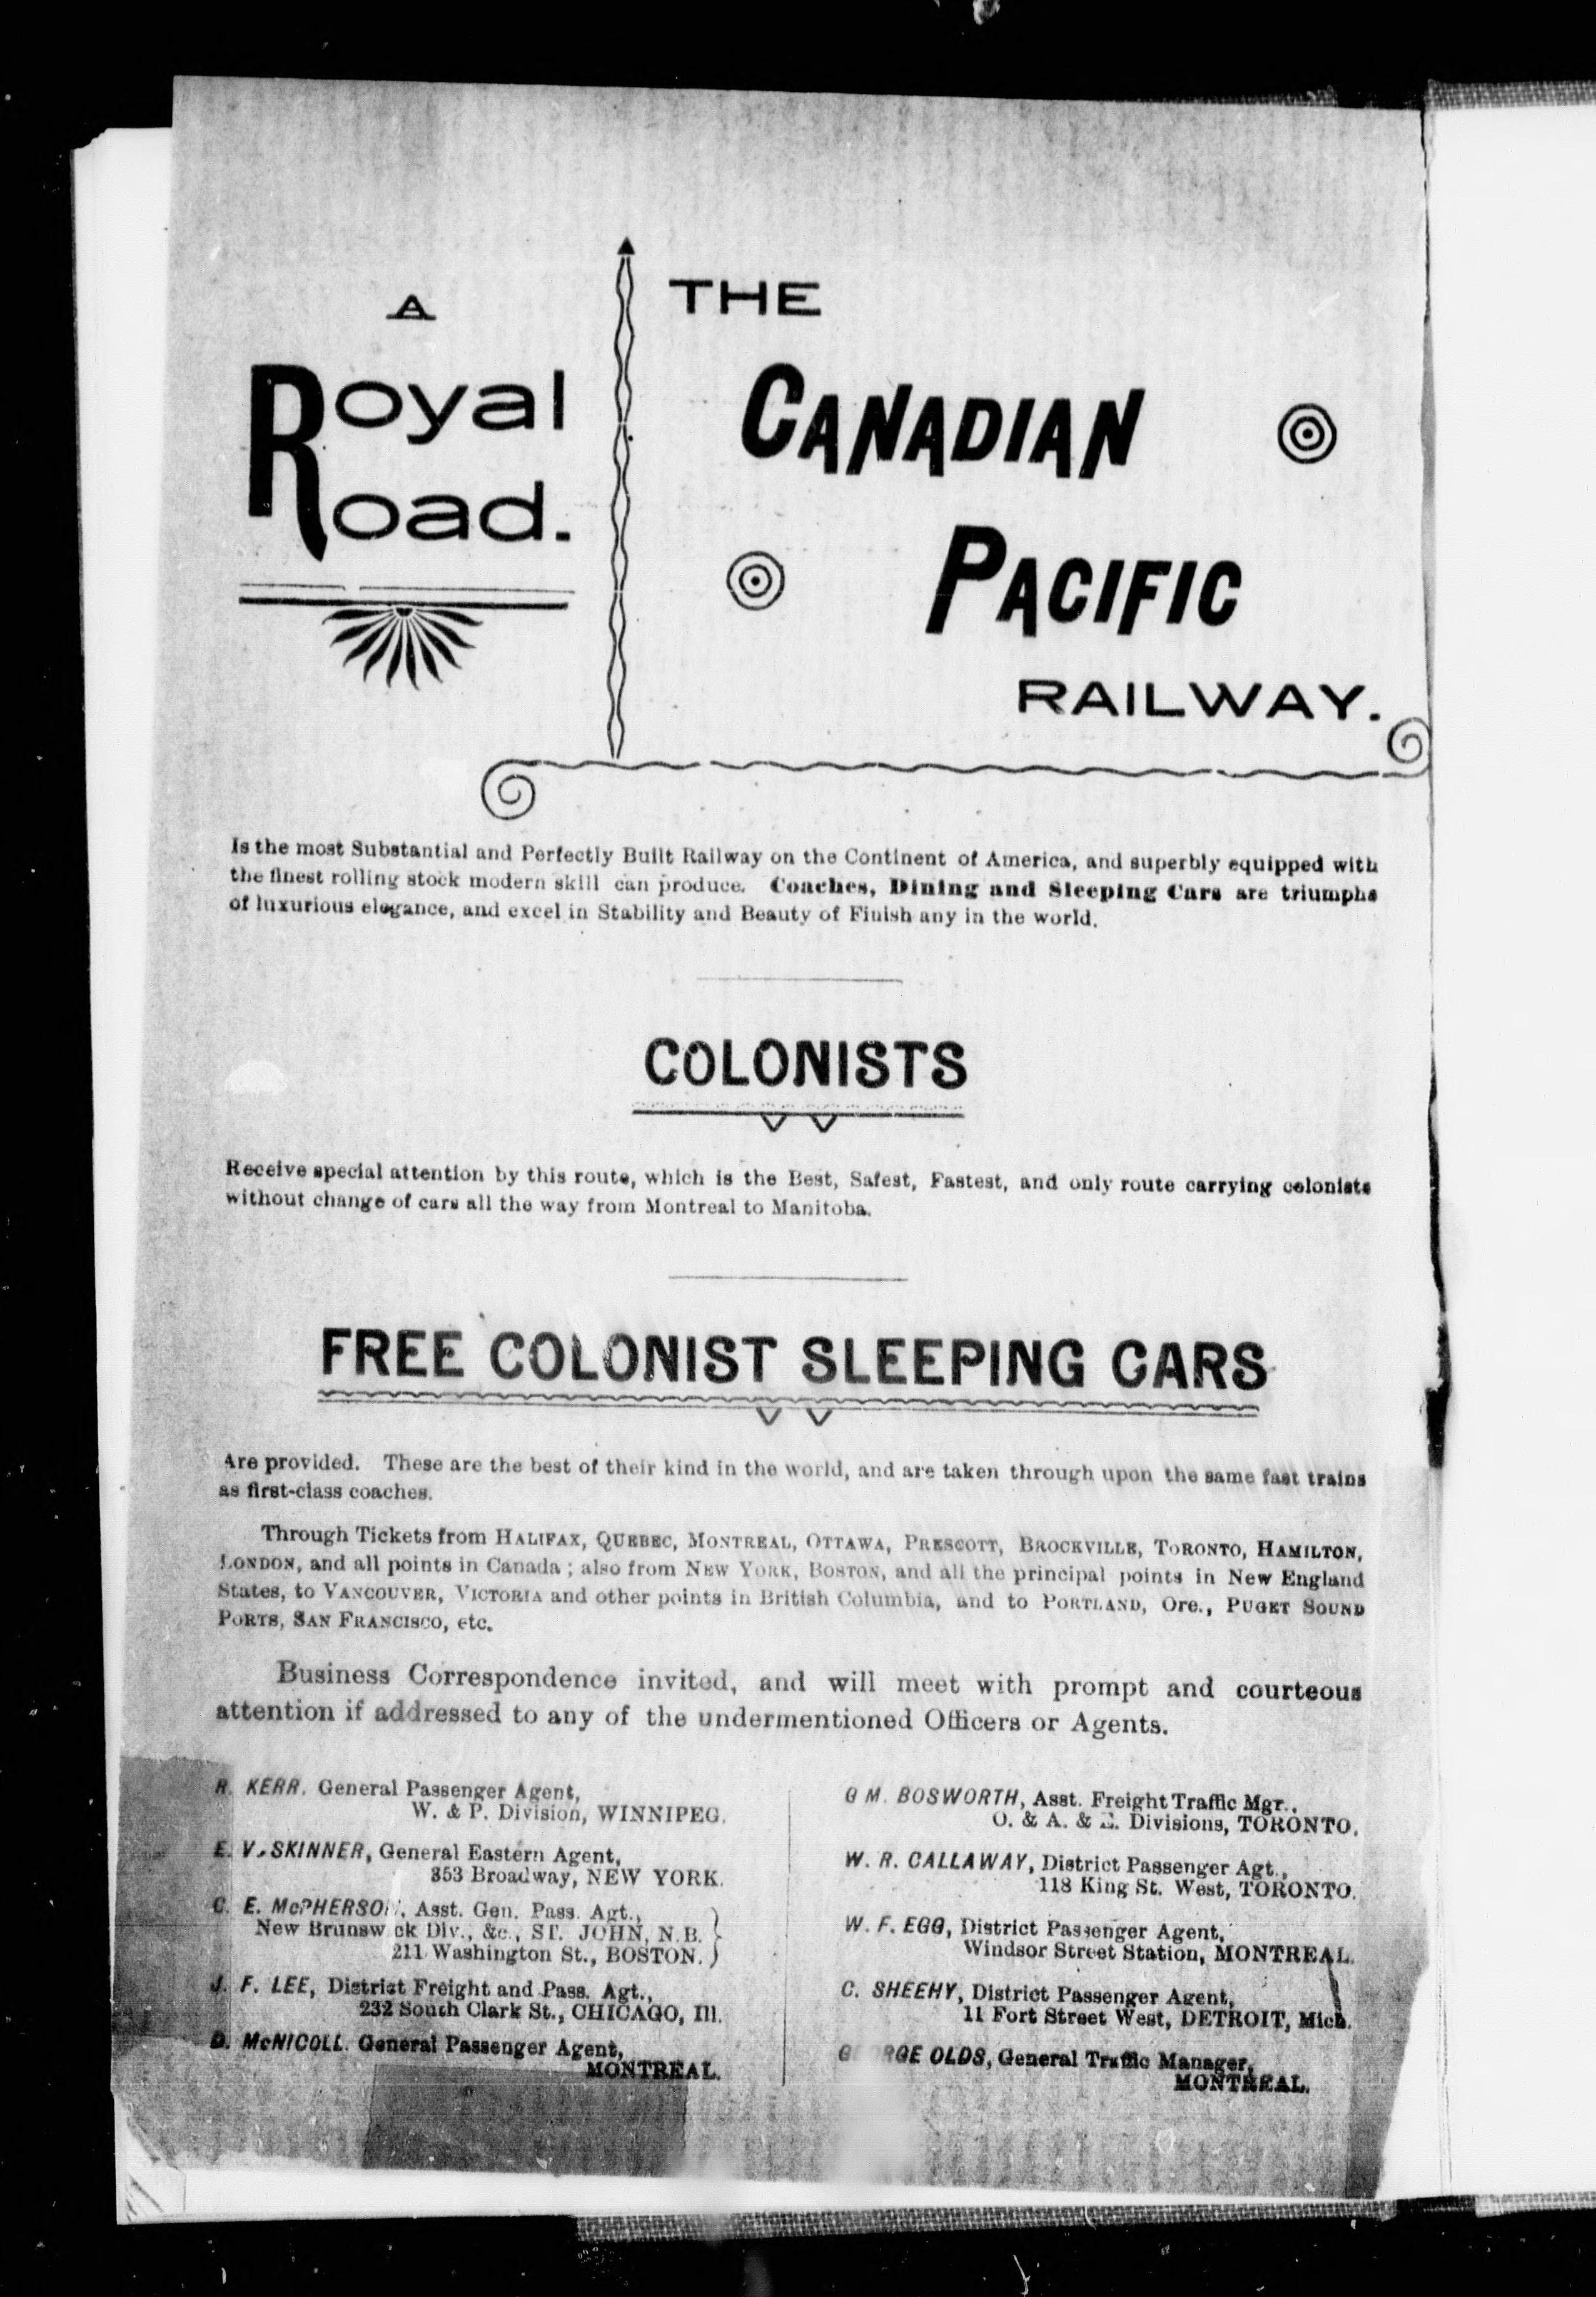 A
Royal
Road.
THE
CANADIAN
PACIFIC
RAILWAY.
Is the most Substantial and Perfectly Built Railway on the Continent of America, and superbly equipped with
the finest rolling stock modern skill can produce. Coaches, Dining and Sleeping Cars are triumphs
of luxurious elegance, and excel in Stability and Beauty of Finish any in the world.
COLONISTS
Receive special attention by this route, which is the Best, Safest, Fastest, and only route carrying colonists
without change of cars all the way from Montreal to Manitoba.
FREE COLONIST SLEEPING CARS
Are provided. These are the best of their kind in the world, and are taken through upon the same fast trains
as first-class coaches.
Through Tickets from HALIFAX, QUEBEC, MONTREAL, OTTAWA, PRESCOTT, BROCKVILLE, TORONTO, HAMILTON,
LONDON, and all points in Canada; also from NEW YORK, BOSTON, and all the principal points in New England
States, to VANCOUVER, VICTORIA and other points in British Columbia, and to PORTLAND, Ore., PUGET SOUND
PORTS, SAN FRANCISCO, etc.
Business Correspondence invited, and will meet with prompt and courteous
attention if addressed to any of the undermentioned Officers or Agents.
R. KERR, General Passenger Agent,
W. & P. Division, WINNIPEG.
E. V. SKINNER, General Eastern Agent,
353 Broadway, NEW YORK.
C. E. McPHERSON, Asst. Gen. Pass. Agt.,
New Brunswick Div., &c., ST. JOHN, N.B.
211 Washington St., BOSTON.
J. F. LEE, District Freight and Pass. Agt.,
232 South Clark St., CHICAGO, Ill.
D. McNICOLL. General Passenger Agent,
MONTREAL.
G M. BOSWORTH, Asst. Freight Traffic Mgr.,
O. & A. & E. Divisions, TORONTO.
W. R. CALLAWAY, District Passenger Agt.,
118 King St. West, TORONTO.
W. F. EGG, District Passenger Agent,
Windsor Street Station, MONTREAL.
C. SHEEHY, District Passenger Agent,
11 Fort Street West, DETROIT, Mich.
GEORGE OLDS, General Traffic Manager,
MONTREAL.